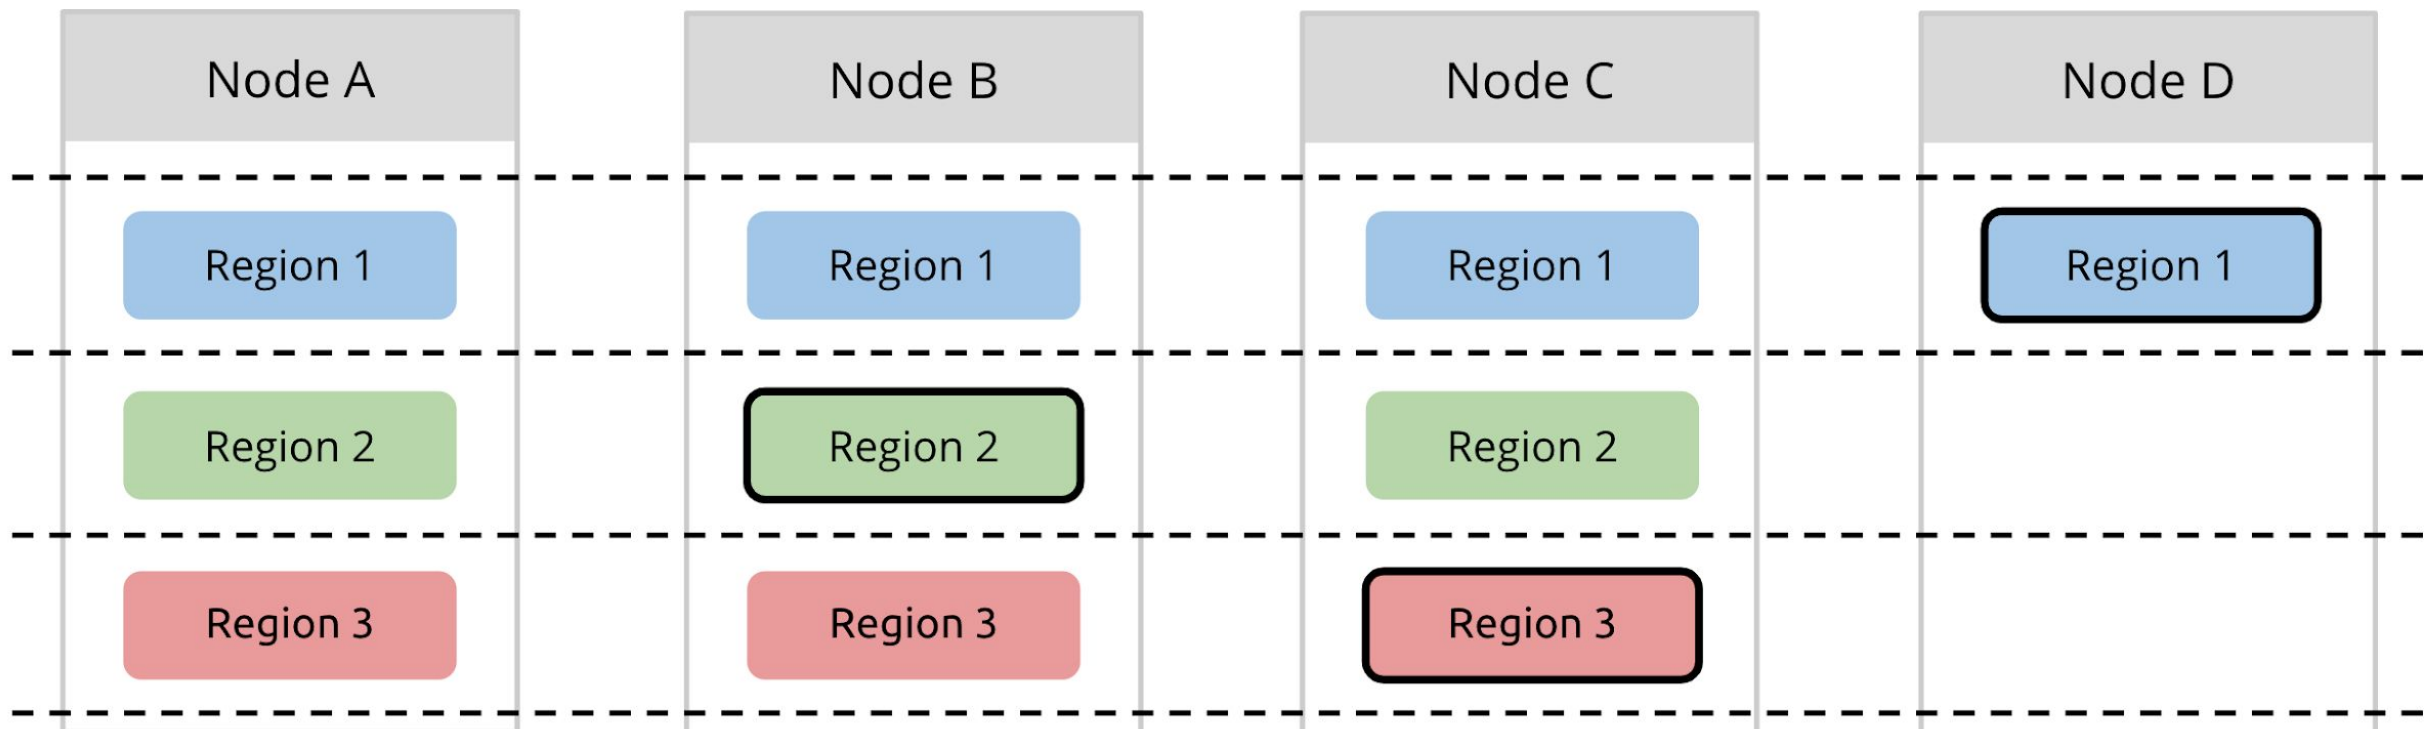 Node A
Node B
Node C
Node D
Region 1
Region 1
Region 1
Region 1
Region 2
Region 2
Region 2
Region 3
Region 3
Region 3